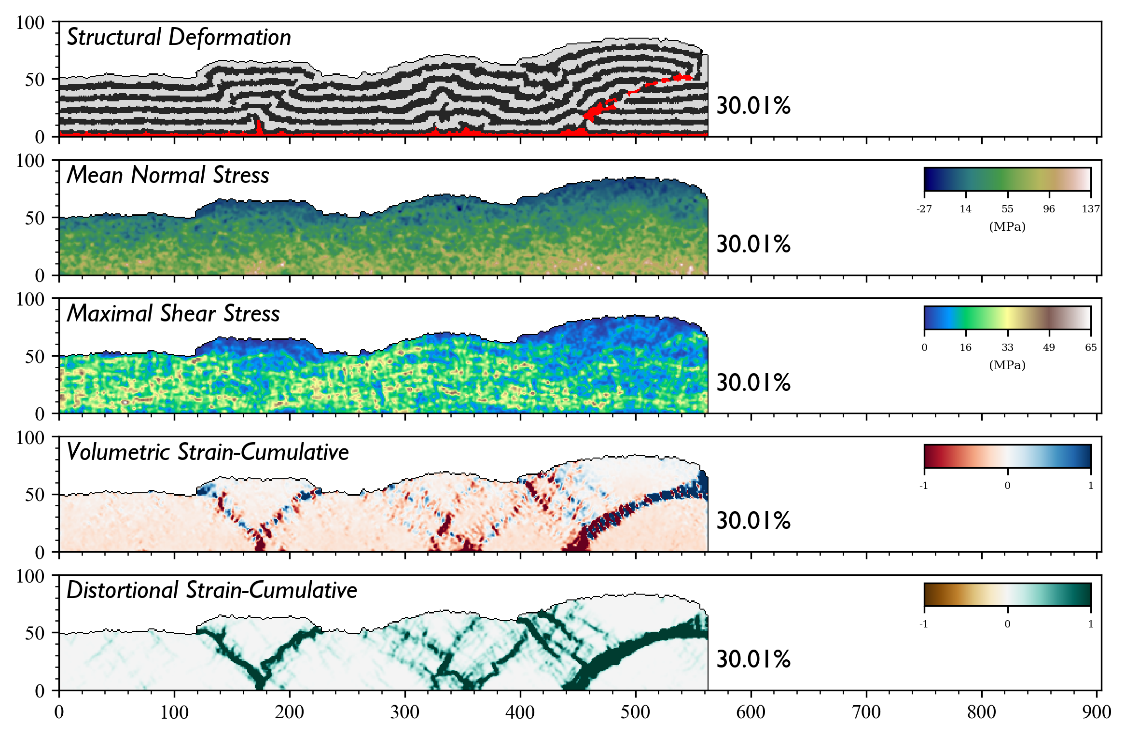 100
Structural Deformation
50
30.01%
0
100
Mean Normal Stress
50
-27 14 55 96 137
(MPa)
30.01%
0
100
Maximal Shear Stress
50
0 16 33 49 65
(MPa)
30.01%
0
100
Volumetric Strain-Cumulative
50
-1 0 1
30.01%
0
100
Distortional Strain-Cumulative
50
-1 0 1
30.01%
0
0 100 200 300 400 500 600 700 800 900